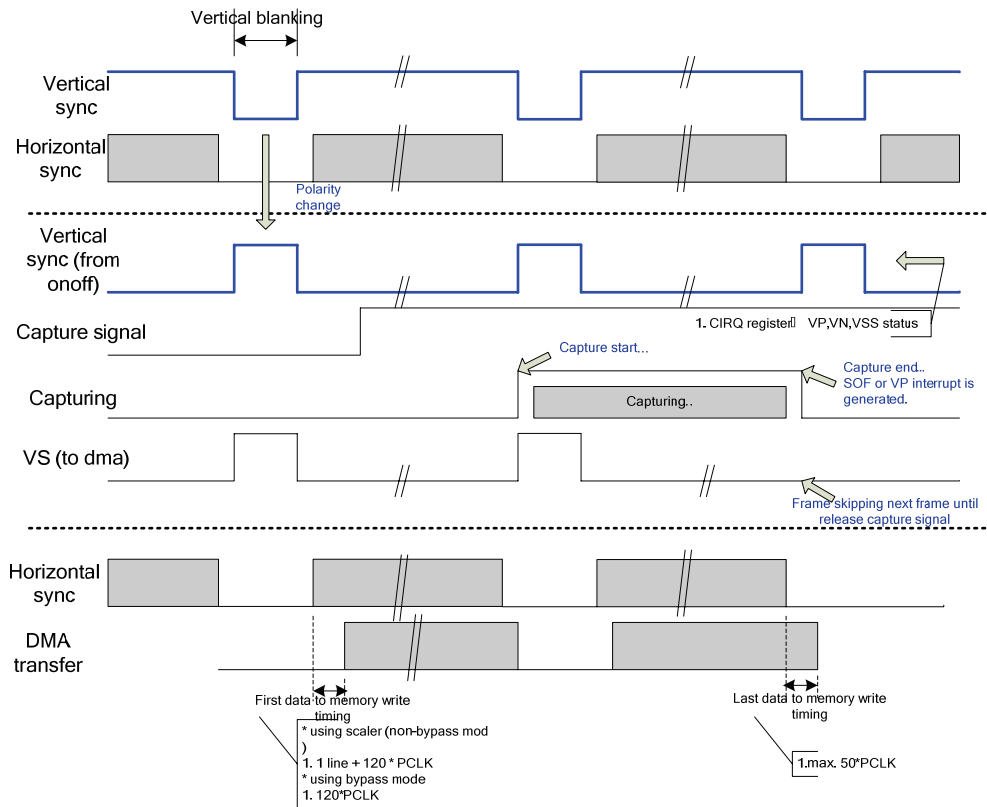 Vertical blanking
Vertical
sync
Horizontal
sync
Polarity
change
Vertical
sync (from
onoff)
Capture signal
1. CIRQ register▯ VP,VN,VSS status
Capture start...
Capture end...
SOF or VP interrupt is
generated.
Capturing
Capturing..
VS (to dma)
Frame skipping next frame until
release capture signal
Horizontal
sync
DMA
transfer
First data to memory write
timing
* using scaler (non-bypass mod
)
1. 1 line + 120 * PCLK
* using bypass mode
1. 120*PCLK
Last data to memory write
timing
1.max. 50*PCLK